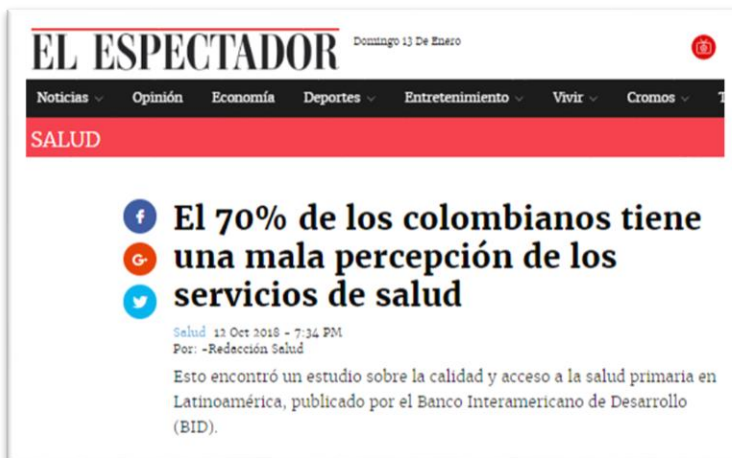 EL ESPECTADOR
Domingo 13 De Enero
Noticias Opinión Economía Deportes Entretenimiento Vivir Cromos
SALUD
El 70% de los colombianos tiene
una mala percepción de los
servicios de salud
Salud 12 Oct 2018 - 7:34 PM
Por: -Redacción Salud
Esto encontró un estudio sobre la calidad y acceso a la salud primaria en
Latinoamérica, publicado por el Banco Interamericano de Desarrollo
(BID).